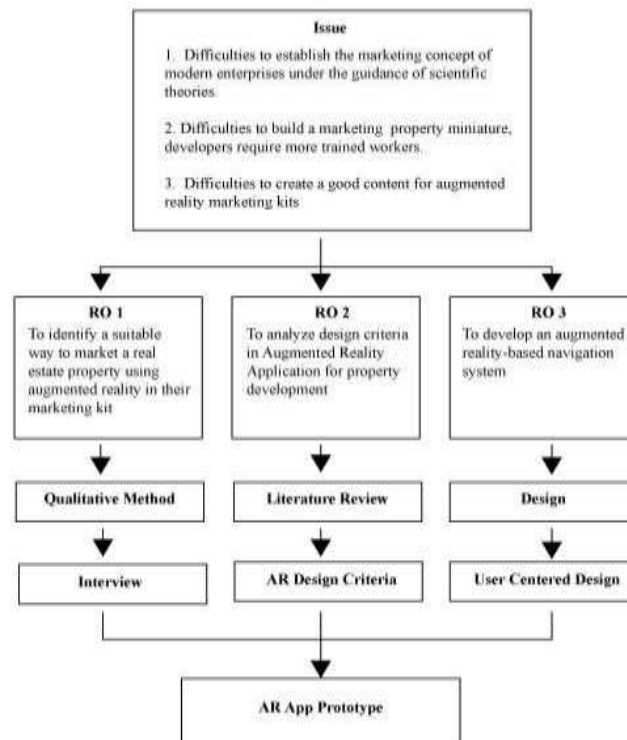 Issue
1. Difficulties to establish the marketing concept of
modern enterprises under the guidance of scientific
theories.
2. Difficulties to build a marketing property miniature,
developers require more trained workers.
3. Difficulties to create a good content for augmented
reality marketing kits
RO 1
To identify a suitable
way to market a real
estate property using
augmented reality in their
marketing kit
RO 2
To analyze design criteria
in Augmented Reality
Application for property
development
RO 3
To develop an augmented
reality-based navigation
system
Qualitative Method
Literature Review
Design
Interview
AR Design Criteria
User Centered Design
AR App Prototype